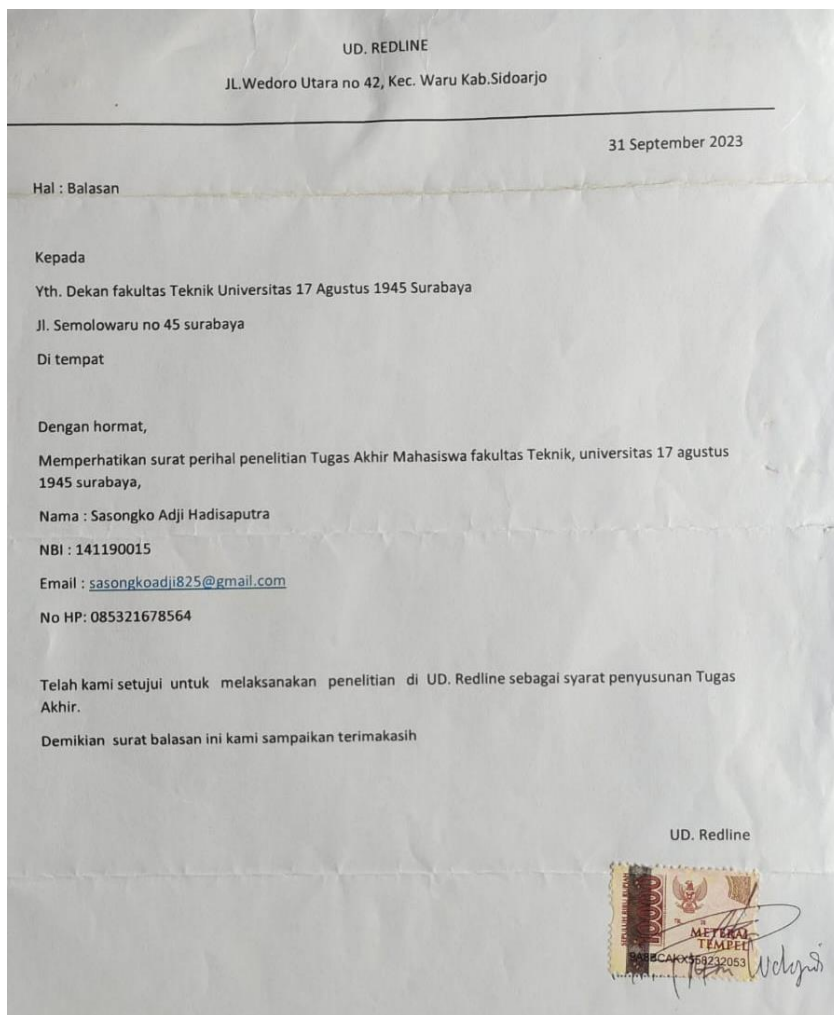 UD. REDLINE
JL.Wedoro Utara no 42, Kec. Waru Kab.Sidoarjo
31 September 2023
Hal : Balasan
Kepada
Yth. Dekan fakultas Teknik Universitas 17 Agustus 1945 Surabaya
Jl. Semolowaru no 45 surabaya
Di tempat
Dengan hormat,
Memperhatikan surat perihal penelitian Tugas Akhir Mahasiswa fakultas Teknik, universitas 17 agustus
1945 surabaya,
Nama : Sasongko Adji Hadisaputra
NBI : 141190015
Email : sasongkoadji825@gmail.com
No HP: 085321678564
Telah kami setujui untuk melaksanakan penelitian di UD. Redline sebagai syarat penyusunan Tugas
Akhir.
Demikian surat balasan ini kami sampaikan terimakasih
UD. Redline
SEPULUH RIBU RUPIAH
10000
METERAI
TEMPEL